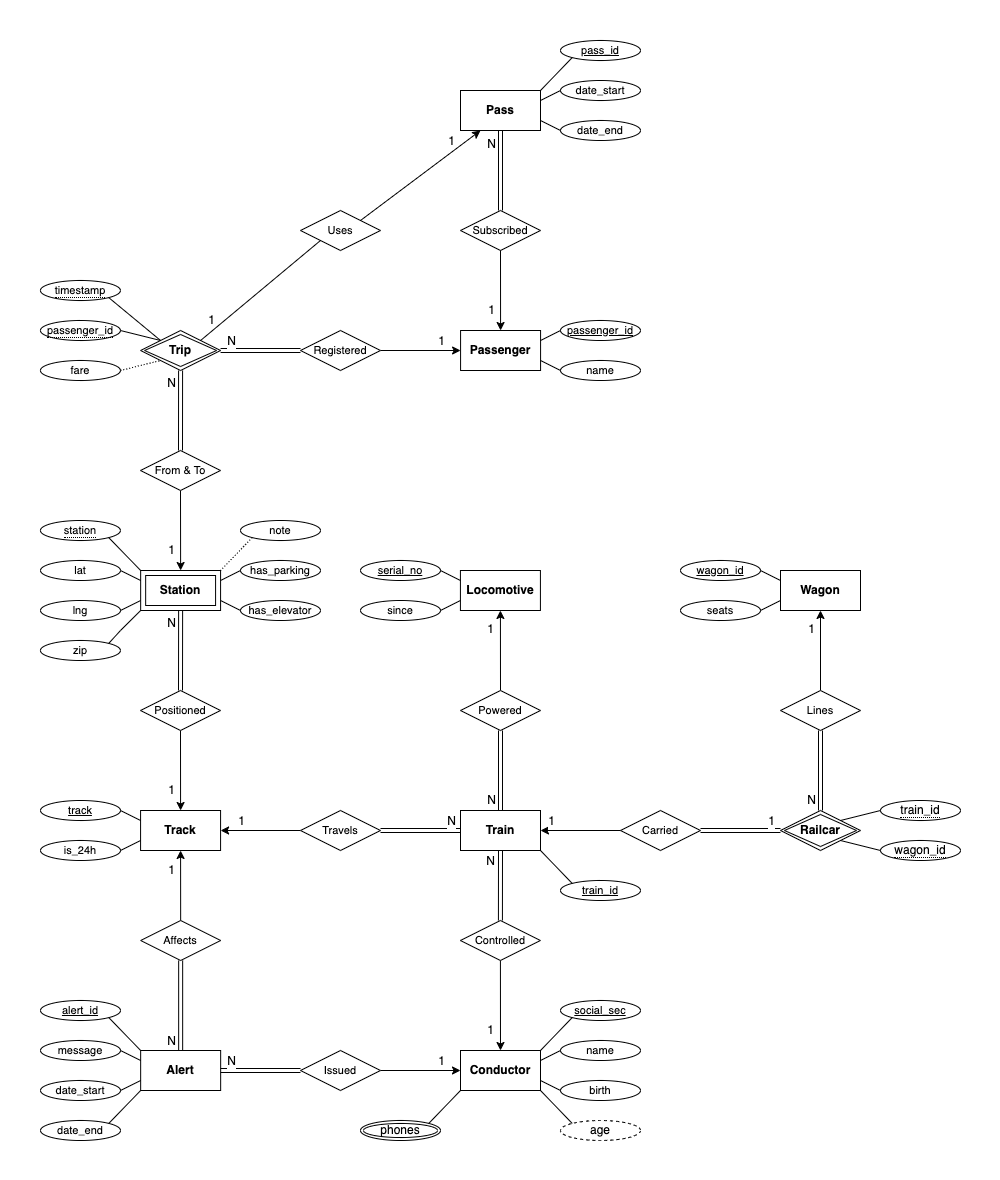 pass_id
Pass
date_start
date_end
1
N
Uses
Subscribed
timestamp
1
1
passenger_id
N
1
passenger_id
Trip
Registered
Passenger
fare
name
N
From & To
station
note
1
lat
has_parking
serial_no
wagon_id
Station
Locomotive
Wagon
lng
has_elevator
since
seats
N
1
1
zip
Positioned
Powered
Lines
1
N
N
track
1
N
1
1
train_id
Track
Travels
Train
Carried
Railcar
is_24h
wagon_id
1
N
train_id
Affects
Controlled
alert_id
social_sec
N
1
message
N
1
name
Alert
Issued
Conductor
date_start
birth
date_end
phones
age